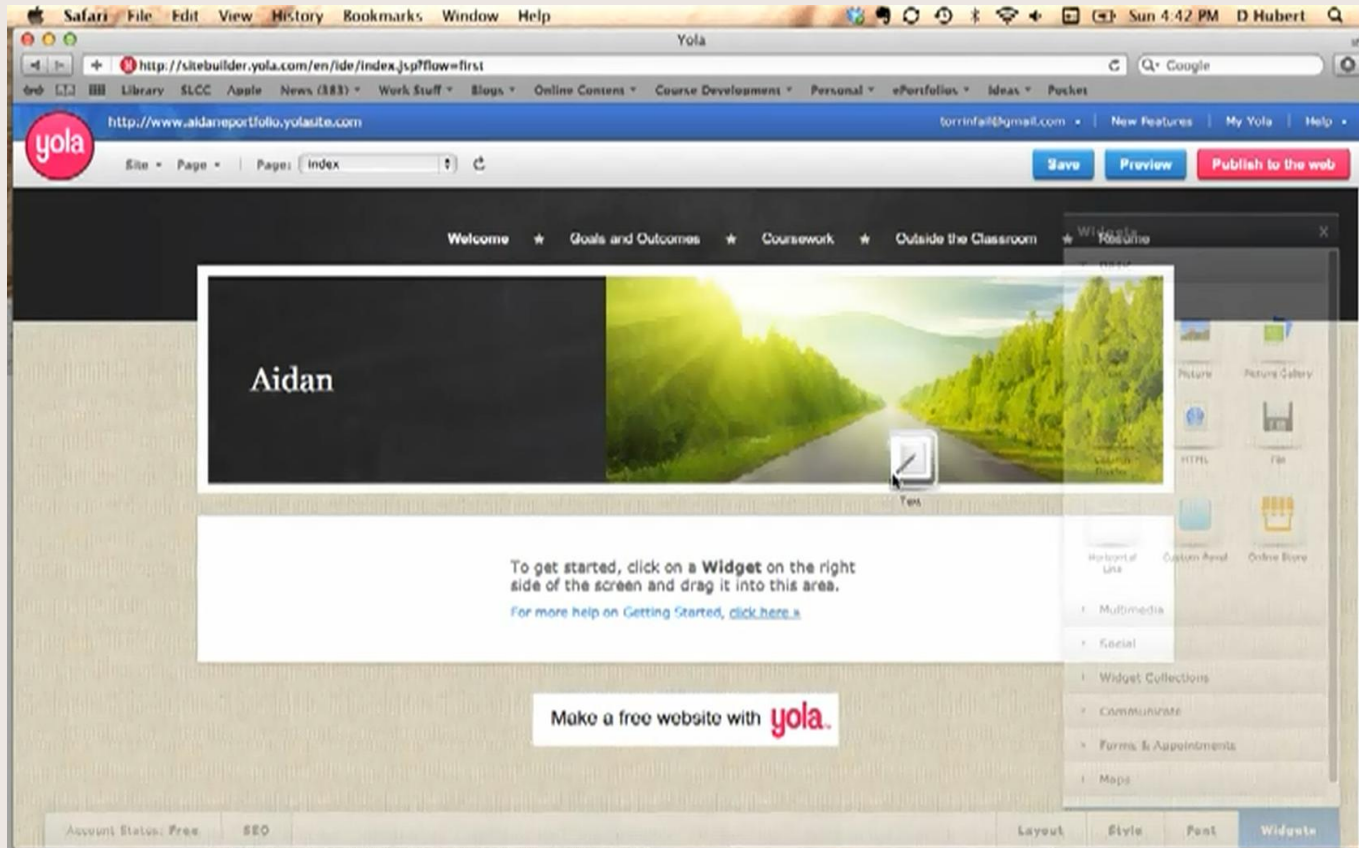 Safari File Edit View History Bookmarks Window Help Sun 4:42 PM D Hubert
Yola
http://sitebuilder.yola.com/en/ide/index.jsp?flow=first Google
Library SLCC Apple News (383) Work Stuff Blogs Online Content Course Development Personal ePortfolios Ideas Pocket
yola
http://www.aidaneportfolio.yolasite.com torrinfail@gmail.com New Features My Yola Help
Site Page Page: Index Save Preview Publish to the web
Welcome Goals and Outcomes Coursework Outside the Classroom Resume
Widgets X
Basic
Aidan
Picture Picture Gallery
Column Divider HTML File
Text
Horizontal Line Custom Panel Online Store
To get started, click on a Widget on the right
side of the screen and drag it into this area.
For more help on Getting Started, click here »
Multimedia
Social
Widget Collections
Communicate
Forms & Appointments
Maps
Make a free website with yola
Account Status: Free SEO Layout Style Font Widgets